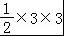 1/2 × 3 × 3